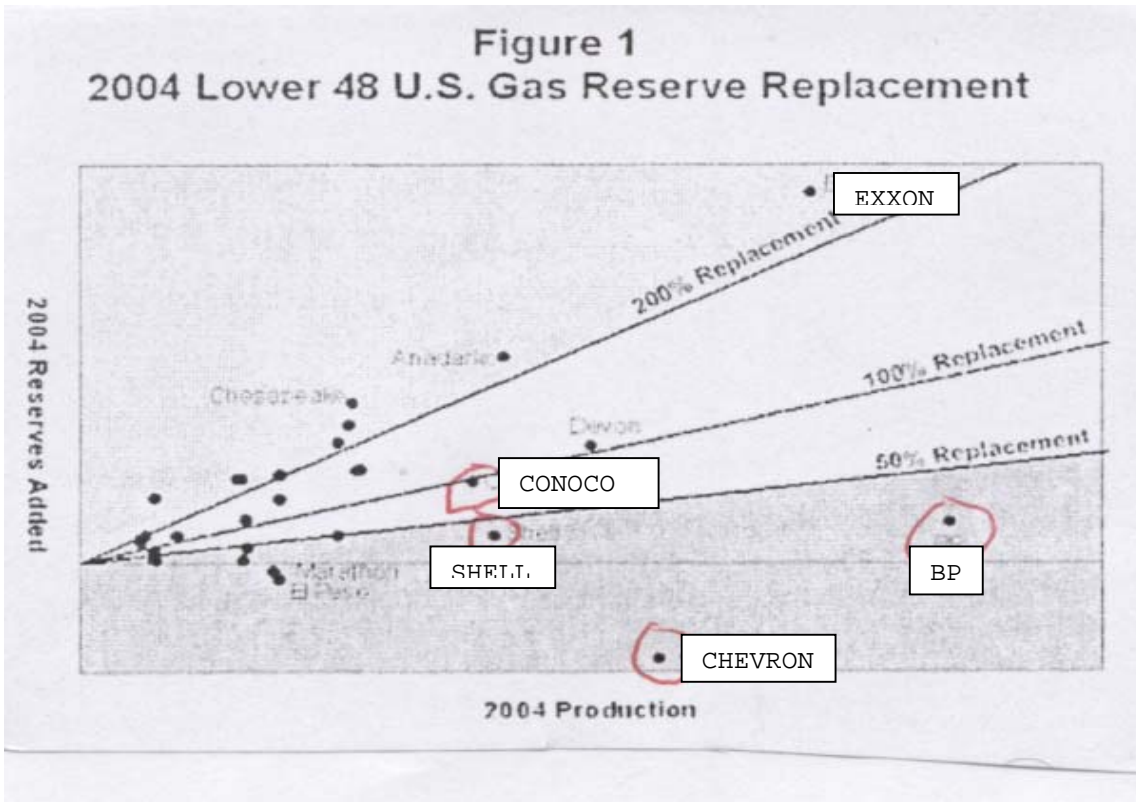 Figure 1
2004 Lower 48 U.S. Gas Reserve Replacement
EXXON
200% Replacement
Anadarko
100% Replacement
Chesapeake
Devon
50% Replacement
CONOCO
Shell
SHELL
BP
Marathon
El Paso
CHEVRON
2004 Reserves Added
2004 Production